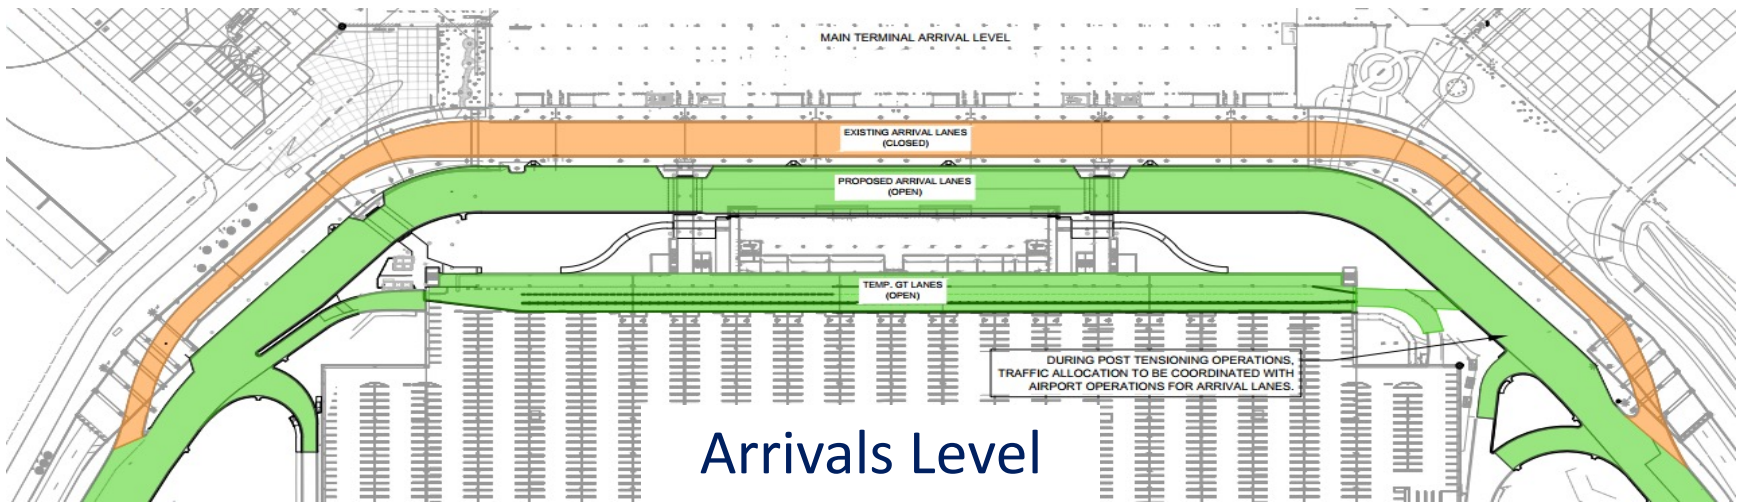 MAIN TERMINAL ARRIVAL LEVEL
EXISTING ARRIVAL LANES
(CLOSED)
PROPOSED ARRIVAL LANES
(OPEN)
TEMP. GT LANES
(OPEN)
DURING POST TENSIONING OPERATIONS,
TRAFFIC ALLOCATION TO BE COORDINATED WITH
AIRPORT OPERATIONS FOR ARRIVAL LANES.
Arrivals Level